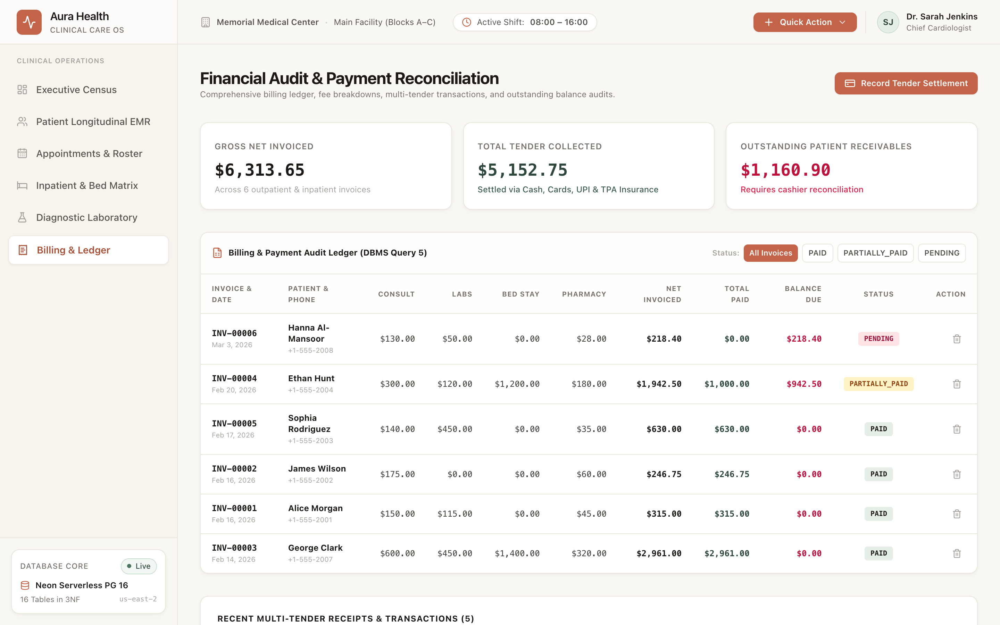 Aura Health
CLINICAL CARE OS
Memorial Medical Center · Main Facility (Blocks A–C)
Active Shift: 08:00 – 16:00
Quick Action
SJ
Dr. Sarah Jenkins
Chief Cardiologist
CLINICAL OPERATIONS
Executive Census
Patient Longitudinal EMR
Appointments & Roster
Inpatient & Bed Matrix
Diagnostic Laboratory
Billing & Ledger
DATABASE CORE
Live
Neon Serverless PG 16
16 Tables in 3NF
us-east-2
Financial Audit & Payment Reconciliation
Comprehensive billing ledger, fee breakdowns, multi-tender transactions, and outstanding balance audits.
Record Tender Settlement
GROSS NET INVOICED
$6,313.65
Across 6 outpatient & inpatient invoices
TOTAL TENDER COLLECTED
$5,152.75
Settled via Cash, Cards, UPI & TPA Insurance
OUTSTANDING PATIENT RECEIVABLES
$1,160.90
Requires cashier reconciliation
Billing & Payment Audit Ledger (DBMS Query 5)
Status: All Invoices PAID PARTIALLY_PAID PENDING
INVOICE & DATE PATIENT & PHONE CONSULT LABS BED STAY PHARMACY NET INVOICED TOTAL PAID BALANCE DUE STATUS ACTION
INV-00006 Hanna Al-Mansoor $130.00 $50.00 $0.00 $28.00 $218.40 $0.00 $218.40 PENDING
Mar 3, 2026 +1-555-2008
INV-00004 Ethan Hunt $300.00 $120.00 $1,200.00 $180.00 $1,942.50 $1,000.00 $942.50 PARTIALLY_PAID
Feb 20, 2026 +1-555-2004
INV-00005 Sophia Rodriguez $140.00 $450.00 $0.00 $35.00 $630.00 $630.00 $0.00 PAID
Feb 17, 2026 +1-555-2003
INV-00002 James Wilson $175.00 $0.00 $0.00 $60.00 $246.75 $246.75 $0.00 PAID
Feb 16, 2026 +1-555-2002
INV-00001 Alice Morgan $150.00 $115.00 $0.00 $45.00 $315.00 $315.00 $0.00 PAID
Feb 16, 2026 +1-555-2001
INV-00003 George Clark $600.00 $450.00 $1,400.00 $320.00 $2,961.00 $2,961.00 $0.00 PAID
Feb 14, 2026 +1-555-2007
RECENT MULTI-TENDER RECEIPTS & TRANSACTIONS (5)